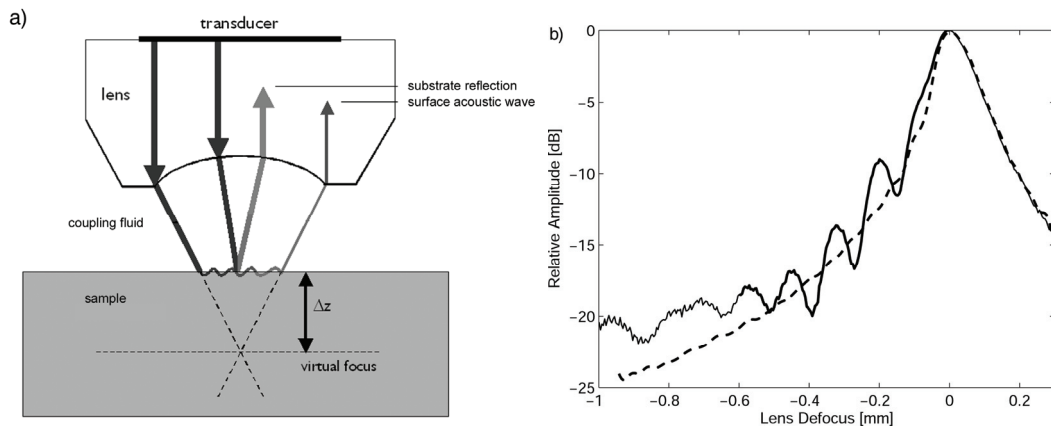 a)
transducer
lens
substrate reflection
surface acoustic wave
coupling fluid
sample
Δz
virtual focus
b)
Relative Amplitude [dB]
0
−5
−10
−15
−20
−25
−1
−0.8
−0.6
−0.4
−0.2
0
0.2
Lens Defocus [mm]